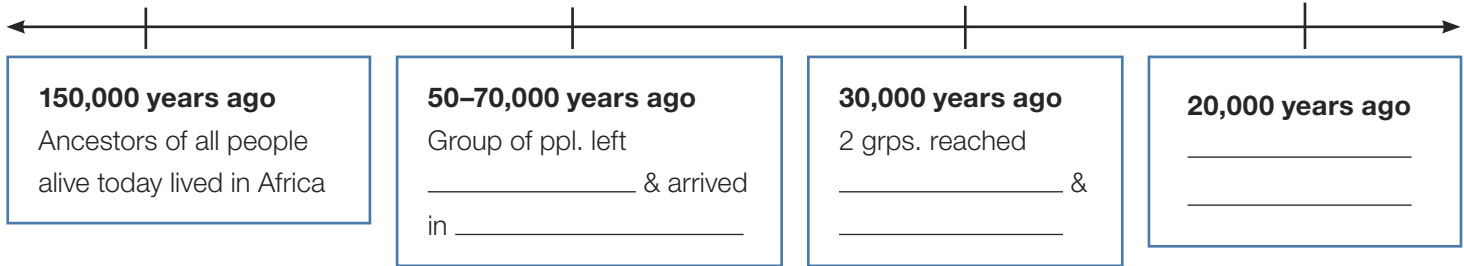 150,000 years ago
Ancestors of all people
alive today lived in Africa
50–70,000 years ago
Group of ppl. left
& arrived
in
30,000 years ago
2 grps. reached
&
20,000 years ago